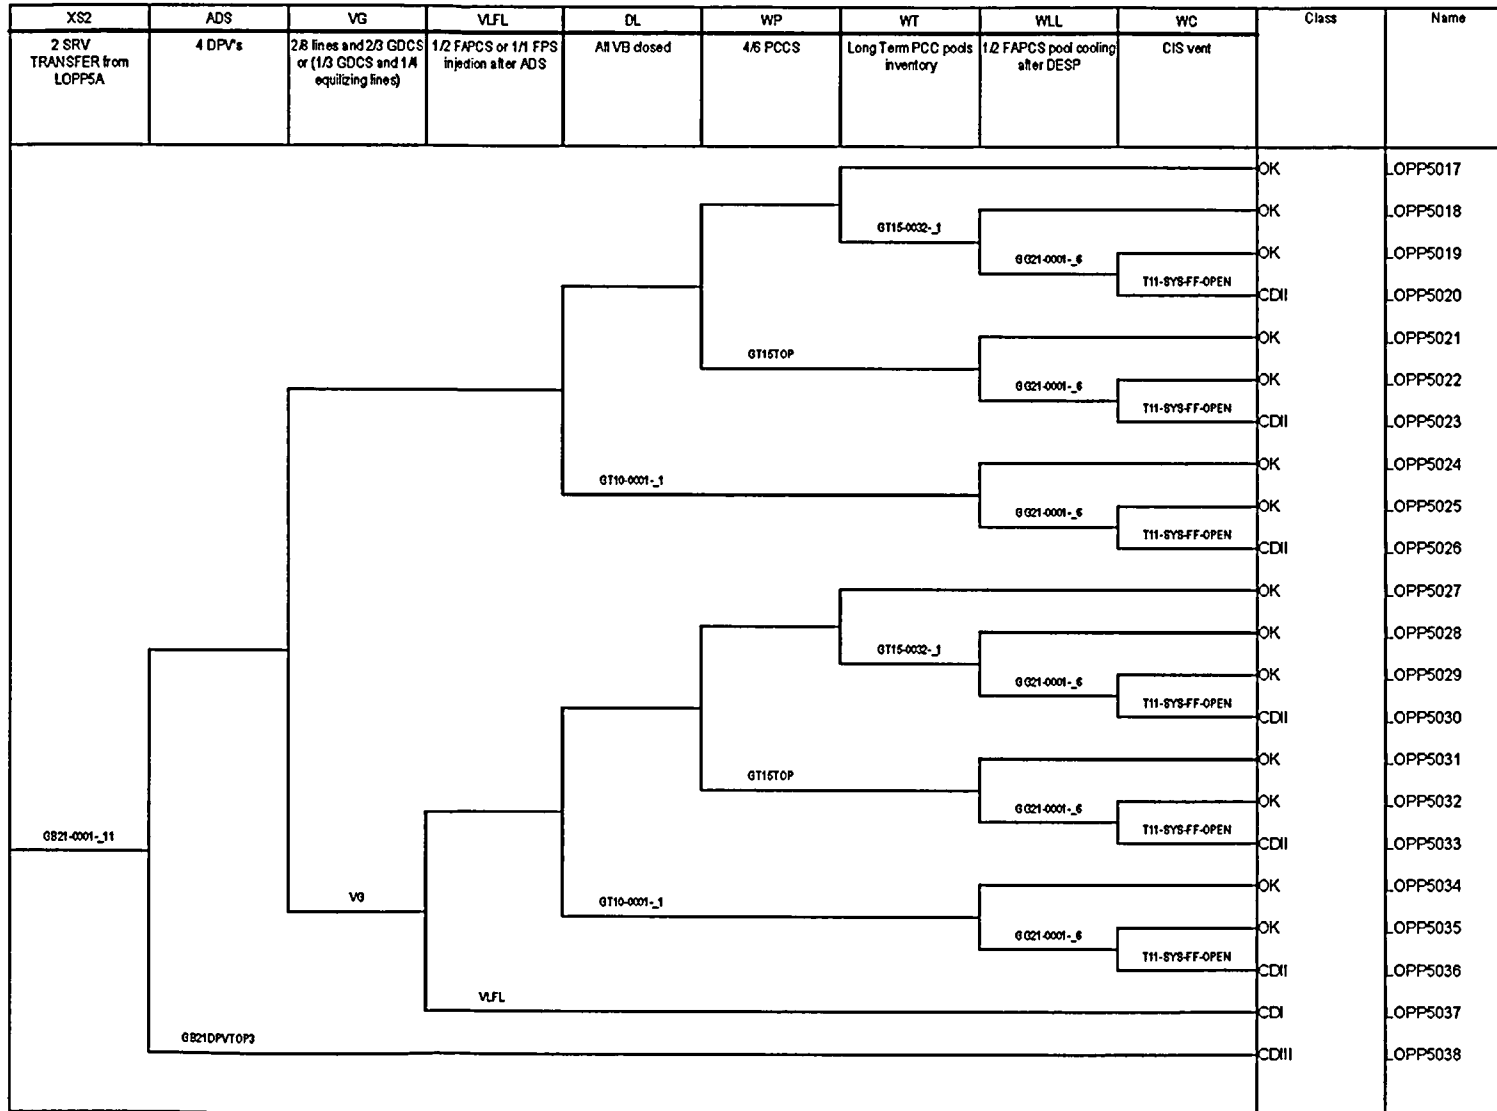 XS2 ADS VG VLFL DL WP WT WLL WC Class Name
2 SRV TRANSFER from LOPP5A
4 DPV's
2/8 lines and 2/3 GDCS or (1/3 GDCS and 1/4 equilizing lines)
1/2 FAPCS or 1/1 FPS injection after ADS
All VB closed
4/6 PCCS
Long Term PCC pools inventory
1/2 FAPCS pool cooling after DESP
CIS vent
OK LOPP5017
OK LOPP5018
GT15-0032-_1
OK LOPP5019
GG21-0001-_6
T11-SYS-FF-OPEN
CDII LOPP5020
OK LOPP5021
GT15TOP
OK LOPP5022
GG21-0001-_6
T11-SYS-FF-OPEN
CDII LOPP5023
OK LOPP5024
GT10-0001-_1
OK LOPP5025
GG21-0001-_6
T11-SYS-FF-OPEN
CDII LOPP5026
OK LOPP5027
OK LOPP5028
GT15-0032-_1
OK LOPP5029
GG21-0001-_6
T11-SYS-FF-OPEN
CDII LOPP5030
OK LOPP5031
GT15TOP
OK LOPP5032
GG21-0001-_6
T11-SYS-FF-OPEN
GB21-0001-_11
CDII LOPP5033
OK LOPP5034
VG
GT10-0001-_1
OK LOPP5035
GG21-0001-_6
T11-SYS-FF-OPEN
CDII LOPP5036
VLFL
CDI LOPP5037
GB21DPVTOP3
CDIII LOPP5038